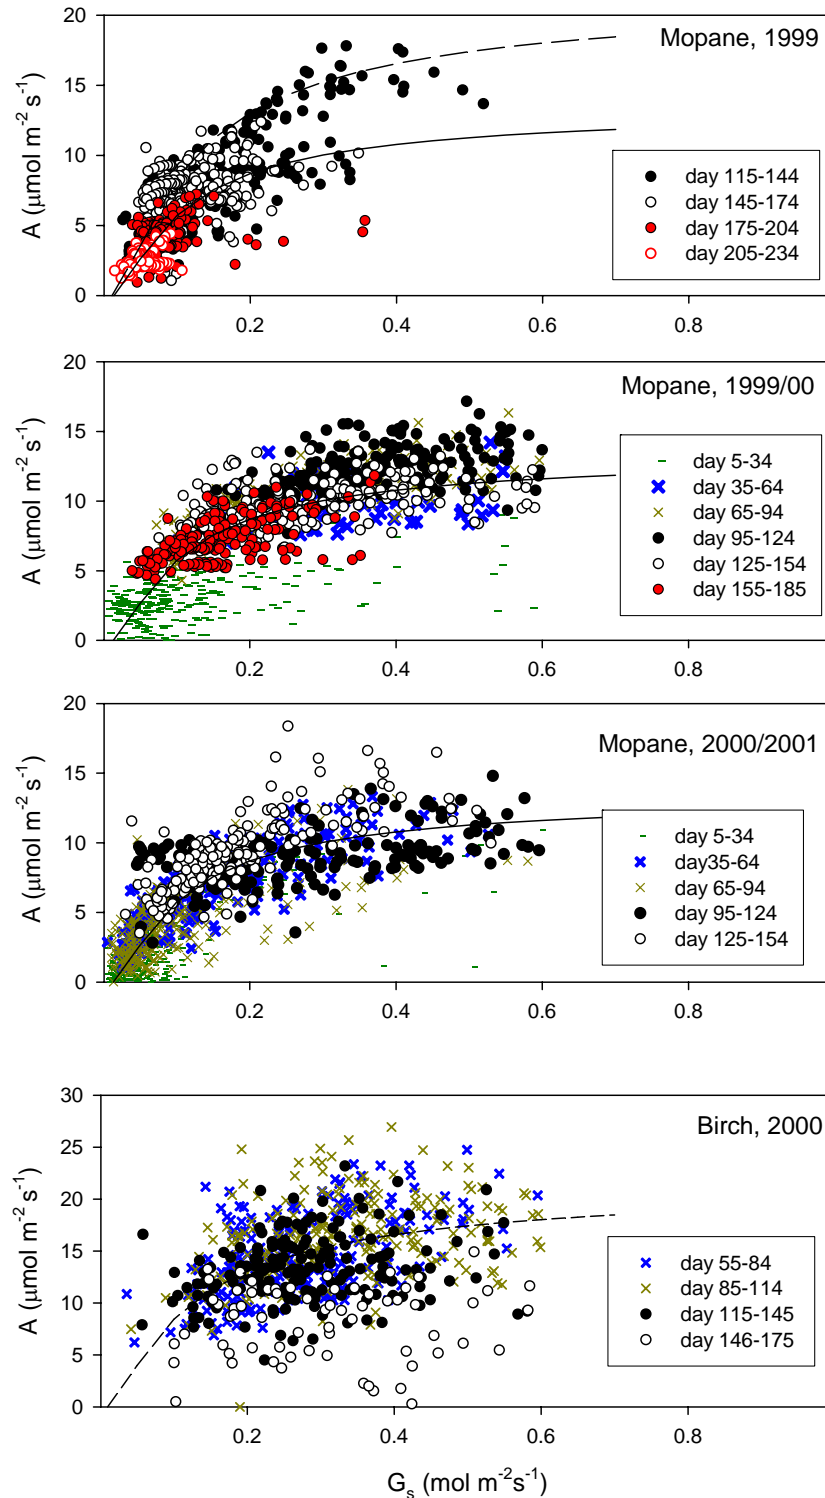 20
Mopane, 1999
15
10
5
0
A (μmol m⁻² s⁻¹)
day 115-144
day 145-174
day 175-204
day 205-234
0.2 0.4 0.6 0.8
20
Mopane, 1999/00
15
10
5
0
A (μmol m⁻² s⁻¹)
day 5-34
day 35-64
day 65-94
day 95-124
day 125-154
day 155-185
0.2 0.4 0.6 0.8
20
Mopane, 2000/2001
15
10
5
0
A (μmol m⁻² s⁻¹)
day 5-34
day35-64
day 65-94
day 95-124
day 125-154
0.2 0.4 0.6 0.8
30
Birch, 2000
25
20
15
10
5
0
A (μmol m⁻² s⁻¹)
day 55-84
day 85-114
day 115-145
day 146-175
0.2 0.4 0.6 0.8
Gₛ (mol m⁻²s⁻¹)